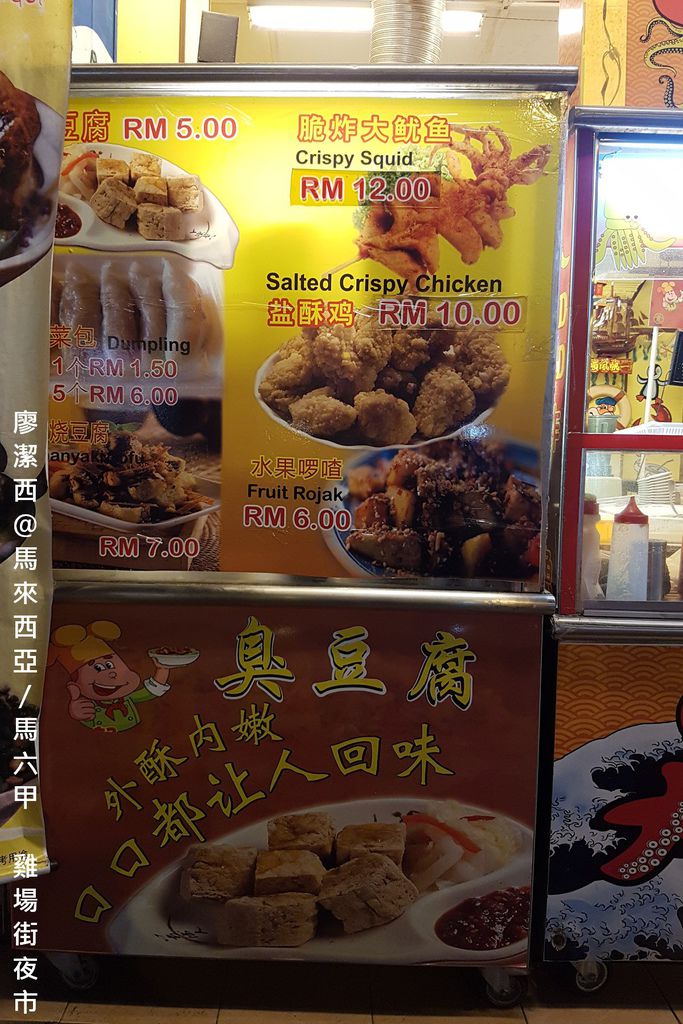 豆腐 RM 5.00
脆炸大鱿鱼
Crispy Squid
RM 12.00
Salted Crispy Chicken
盐酥鸡 RM 10.00
菜包 Dumpling
1个RM 1.50
5个RM 6.00
烧豆腐
RM 7.00
水果啰喳
Fruit Rojak
RM 6.00
臭豆腐
外酥内嫩
口口都让人回味
廖潔西@馬來西亞/馬六甲 雞場街夜市